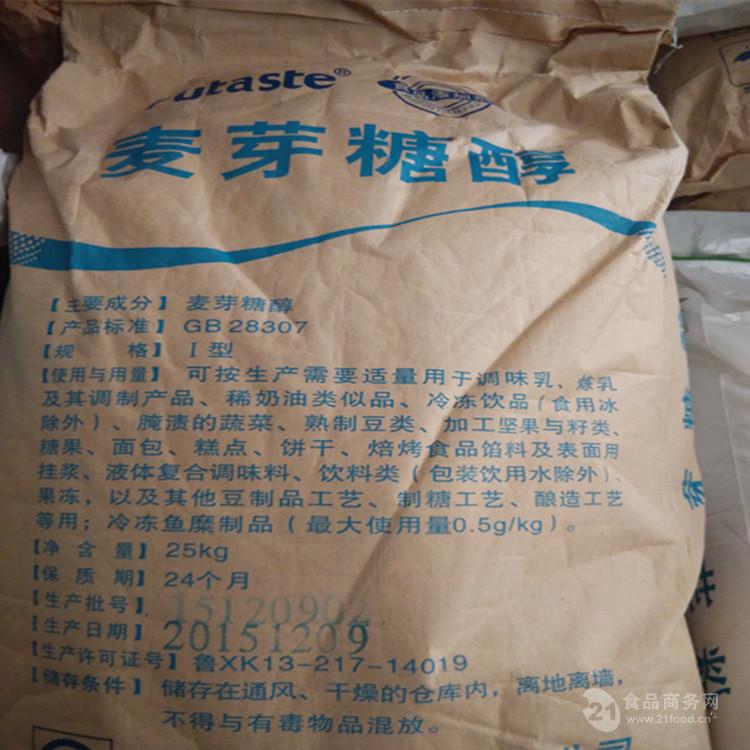 Futaste®
麦芽糖醇
【主要成分】麦芽糖醇
【产品标准】GB 28307
【规 格】I型
【使用与用量】可按生产需要适量用于调味乳、炼乳
及其调制产品、稀奶油类似品、冷冻饮品（食用冰
除外）、腌渍的蔬菜、熟制豆类、加工坚果与籽类、
糖果、面包、糕点、饼干、焙烤食品馅料及表面用
挂浆、液体复合调味料、饮料类（包装饮用水除外）、
果冻，以及其他豆制品工艺、制糖工艺、酿造工艺
等用；冷冻鱼糜制品（最大使用量0.5g/kg）。
【净含量】25kg
【保质期】24个月
【生产批号】15120902
【生产日期】20151209
【生产许可证号】鲁XK13-217-14019
【储存条件】储存在通风、干燥的仓库内，离地离墙，
不得与有毒物品混放。
21食品商务网
www.21food.cn